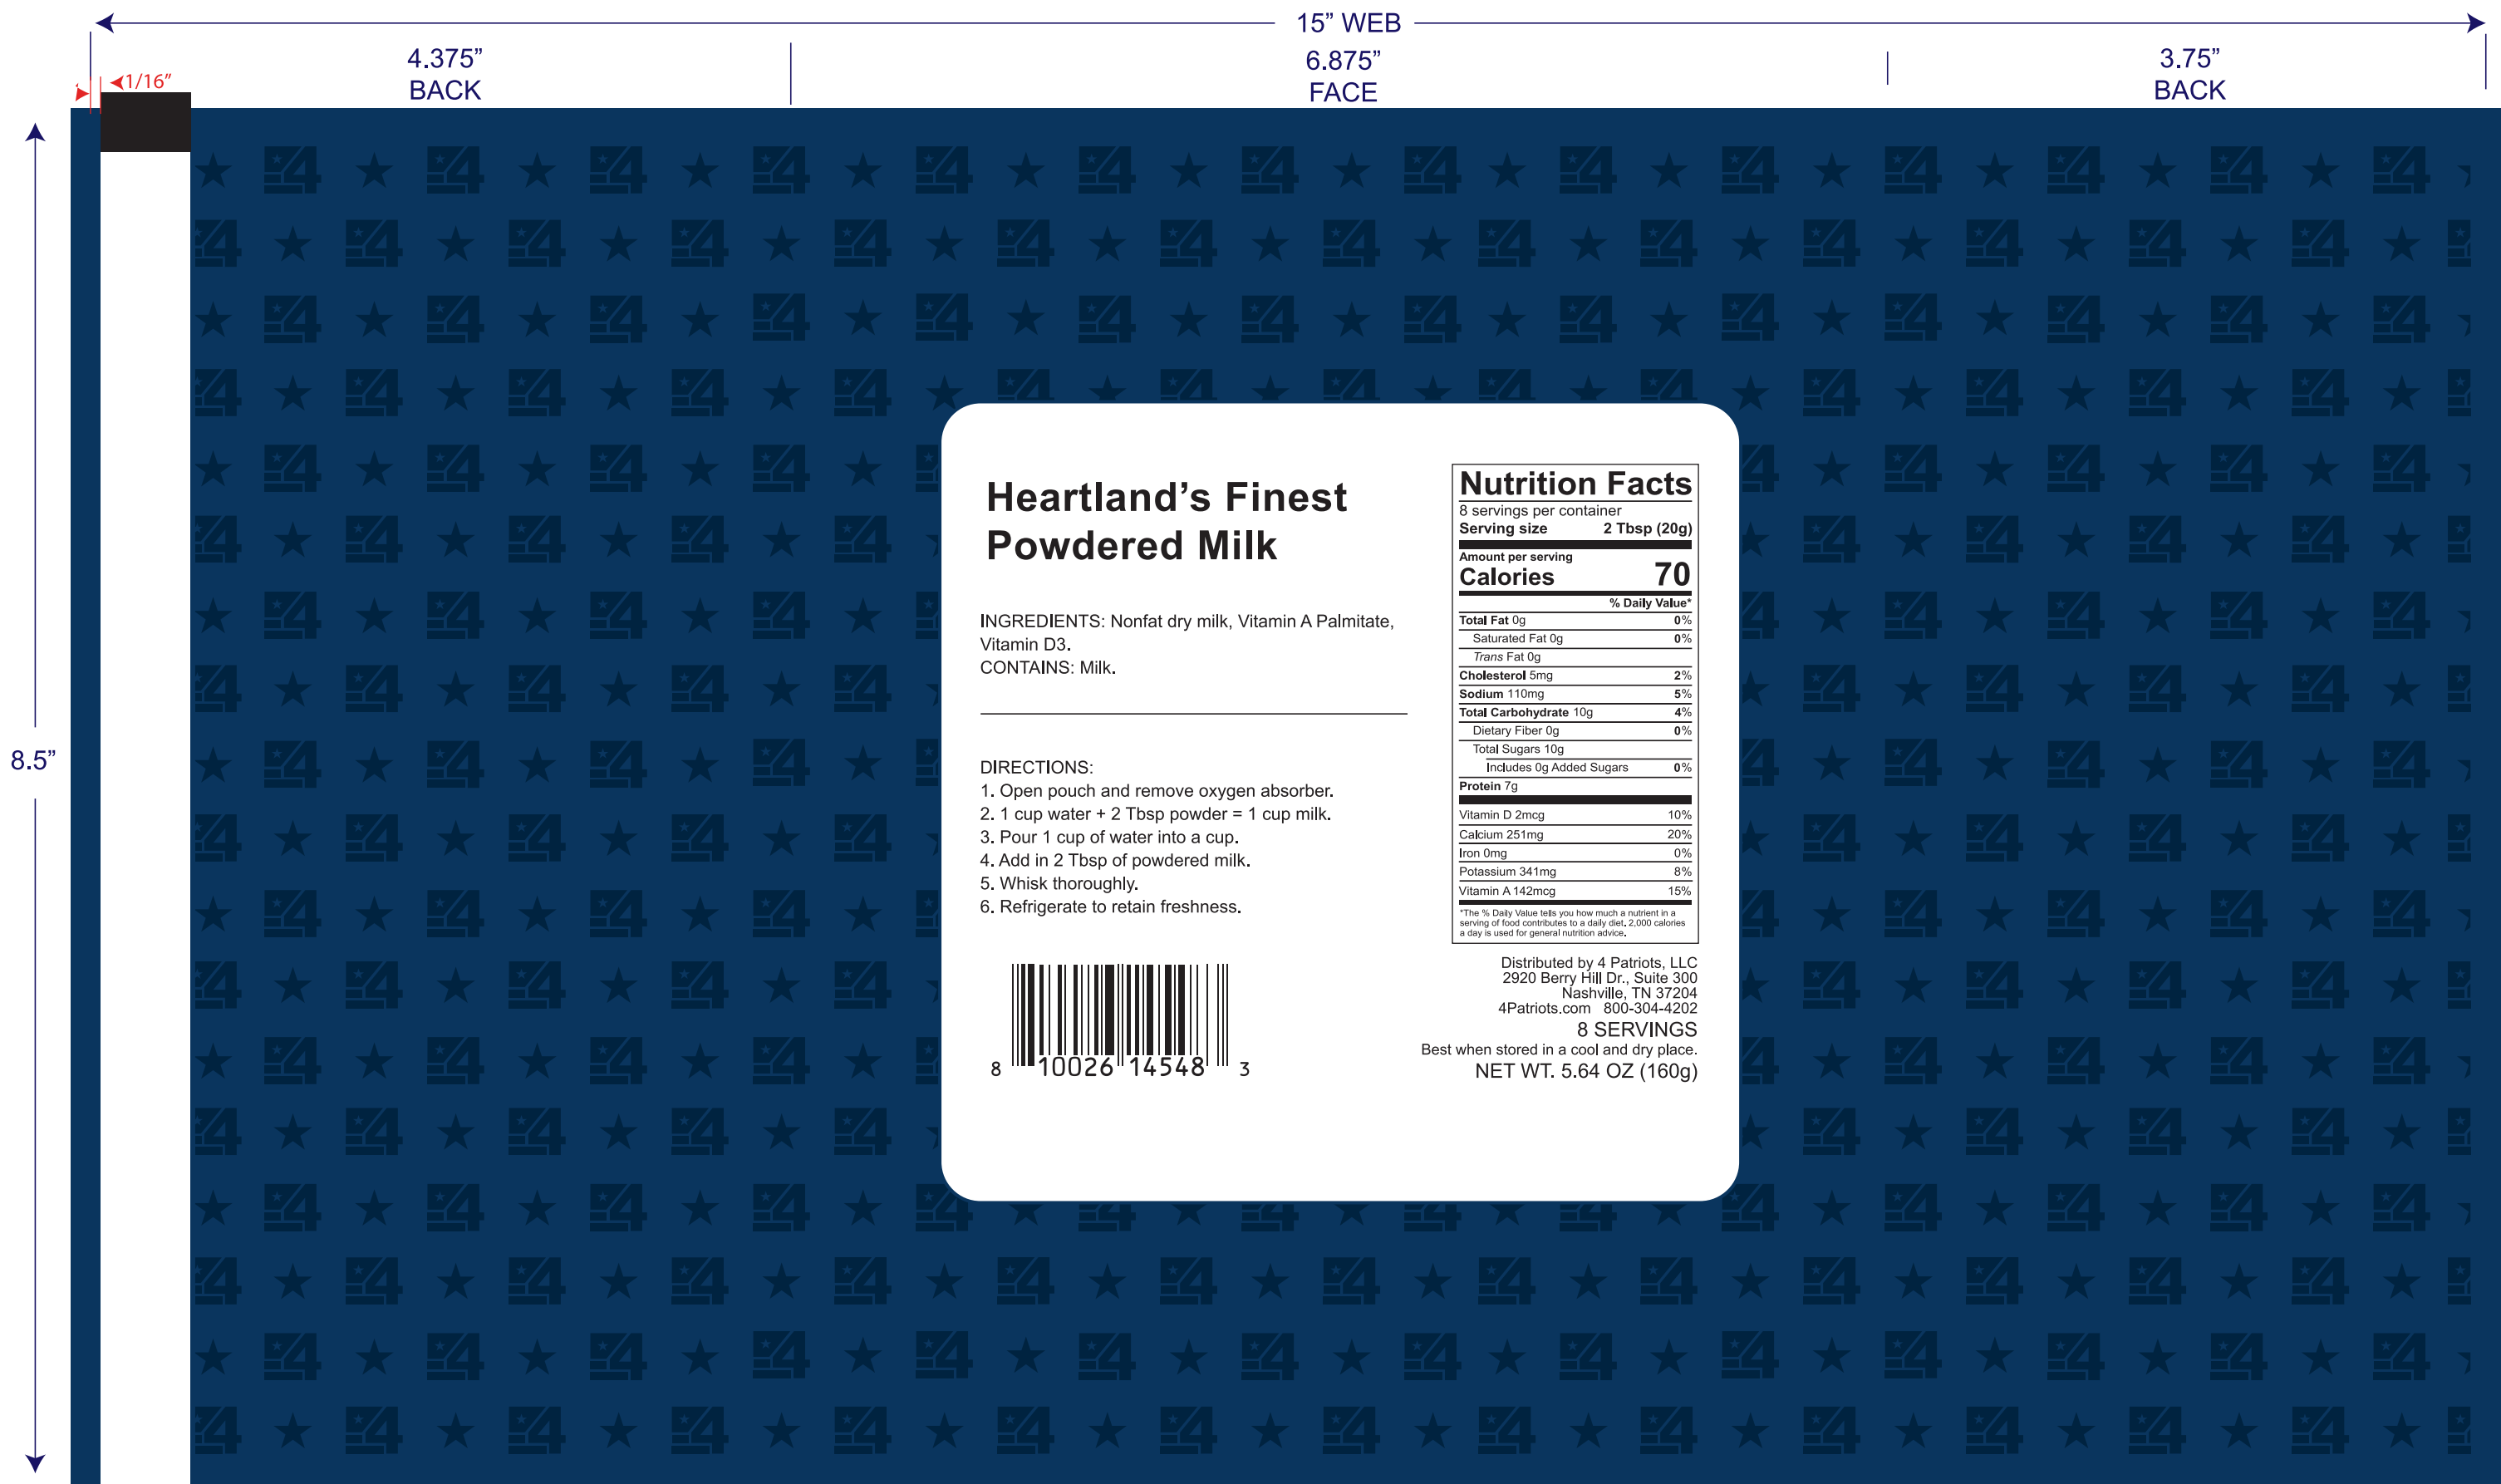 15” WEB
4.375”
BACK
6.875”
FACE
3.75”
BACK
1/16”
8.5”
Heartland’s Finest
Powdered Milk
INGREDIENTS: Nonfat dry milk, Vitamin A Palmitate,
Vitamin D3.
CONTAINS: Milk.
DIRECTIONS:
1. Open pouch and remove oxygen absorber.
2. 1 cup water + 2 Tbsp powder = 1 cup milk.
3. Pour 1 cup of water into a cup.
4. Add in 2 Tbsp of powdered milk.
5. Whisk thoroughly.
6. Refrigerate to retain freshness.
8 10026 14548 3
Nutrition Facts
8 servings per container
Serving size 2 Tbsp (20g)
Amount per serving
Calories 70
% Daily Value*
Total Fat 0g 0%
Saturated Fat 0g 0%
Trans Fat 0g
Cholesterol 5mg 2%
Sodium 110mg 5%
Total Carbohydrate 10g 4%
Dietary Fiber 0g 0%
Total Sugars 10g
Includes 0g Added Sugars 0%
Protein 7g
Vitamin D 2mcg 10%
Calcium 251mg 20%
Iron 0mg 0%
Potassium 341mg 8%
Vitamin A 142mcg 15%
*The % Daily Value tells you how much a nutrient in a
serving of food contributes to a daily diet. 2,000 calories
a day is used for general nutrition advice.
Distributed by 4 Patriots, LLC
2920 Berry Hill Dr., Suite 300
Nashville, TN 37204
4Patriots.com 800-304-4202
8 SERVINGS
Best when stored in a cool and dry place.
NET WT. 5.64 OZ (160g)